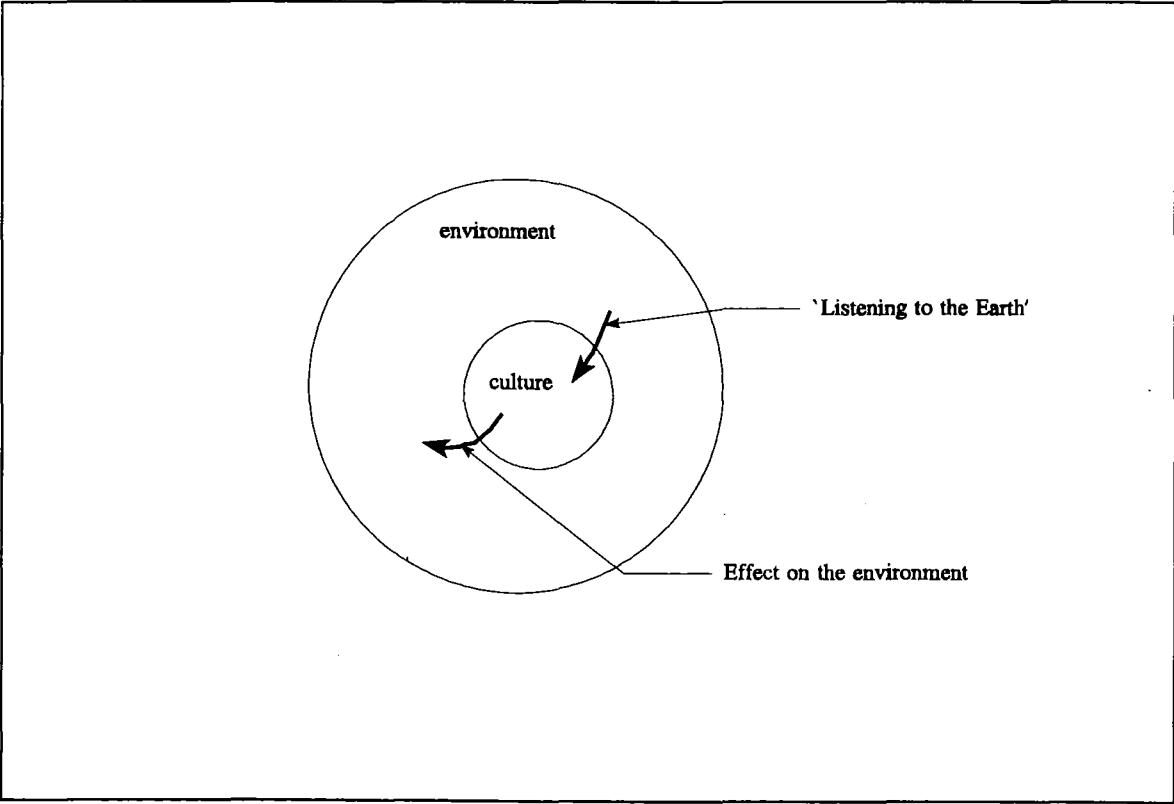 environment
`Listening to the Earth'
culture
Effect on the environment